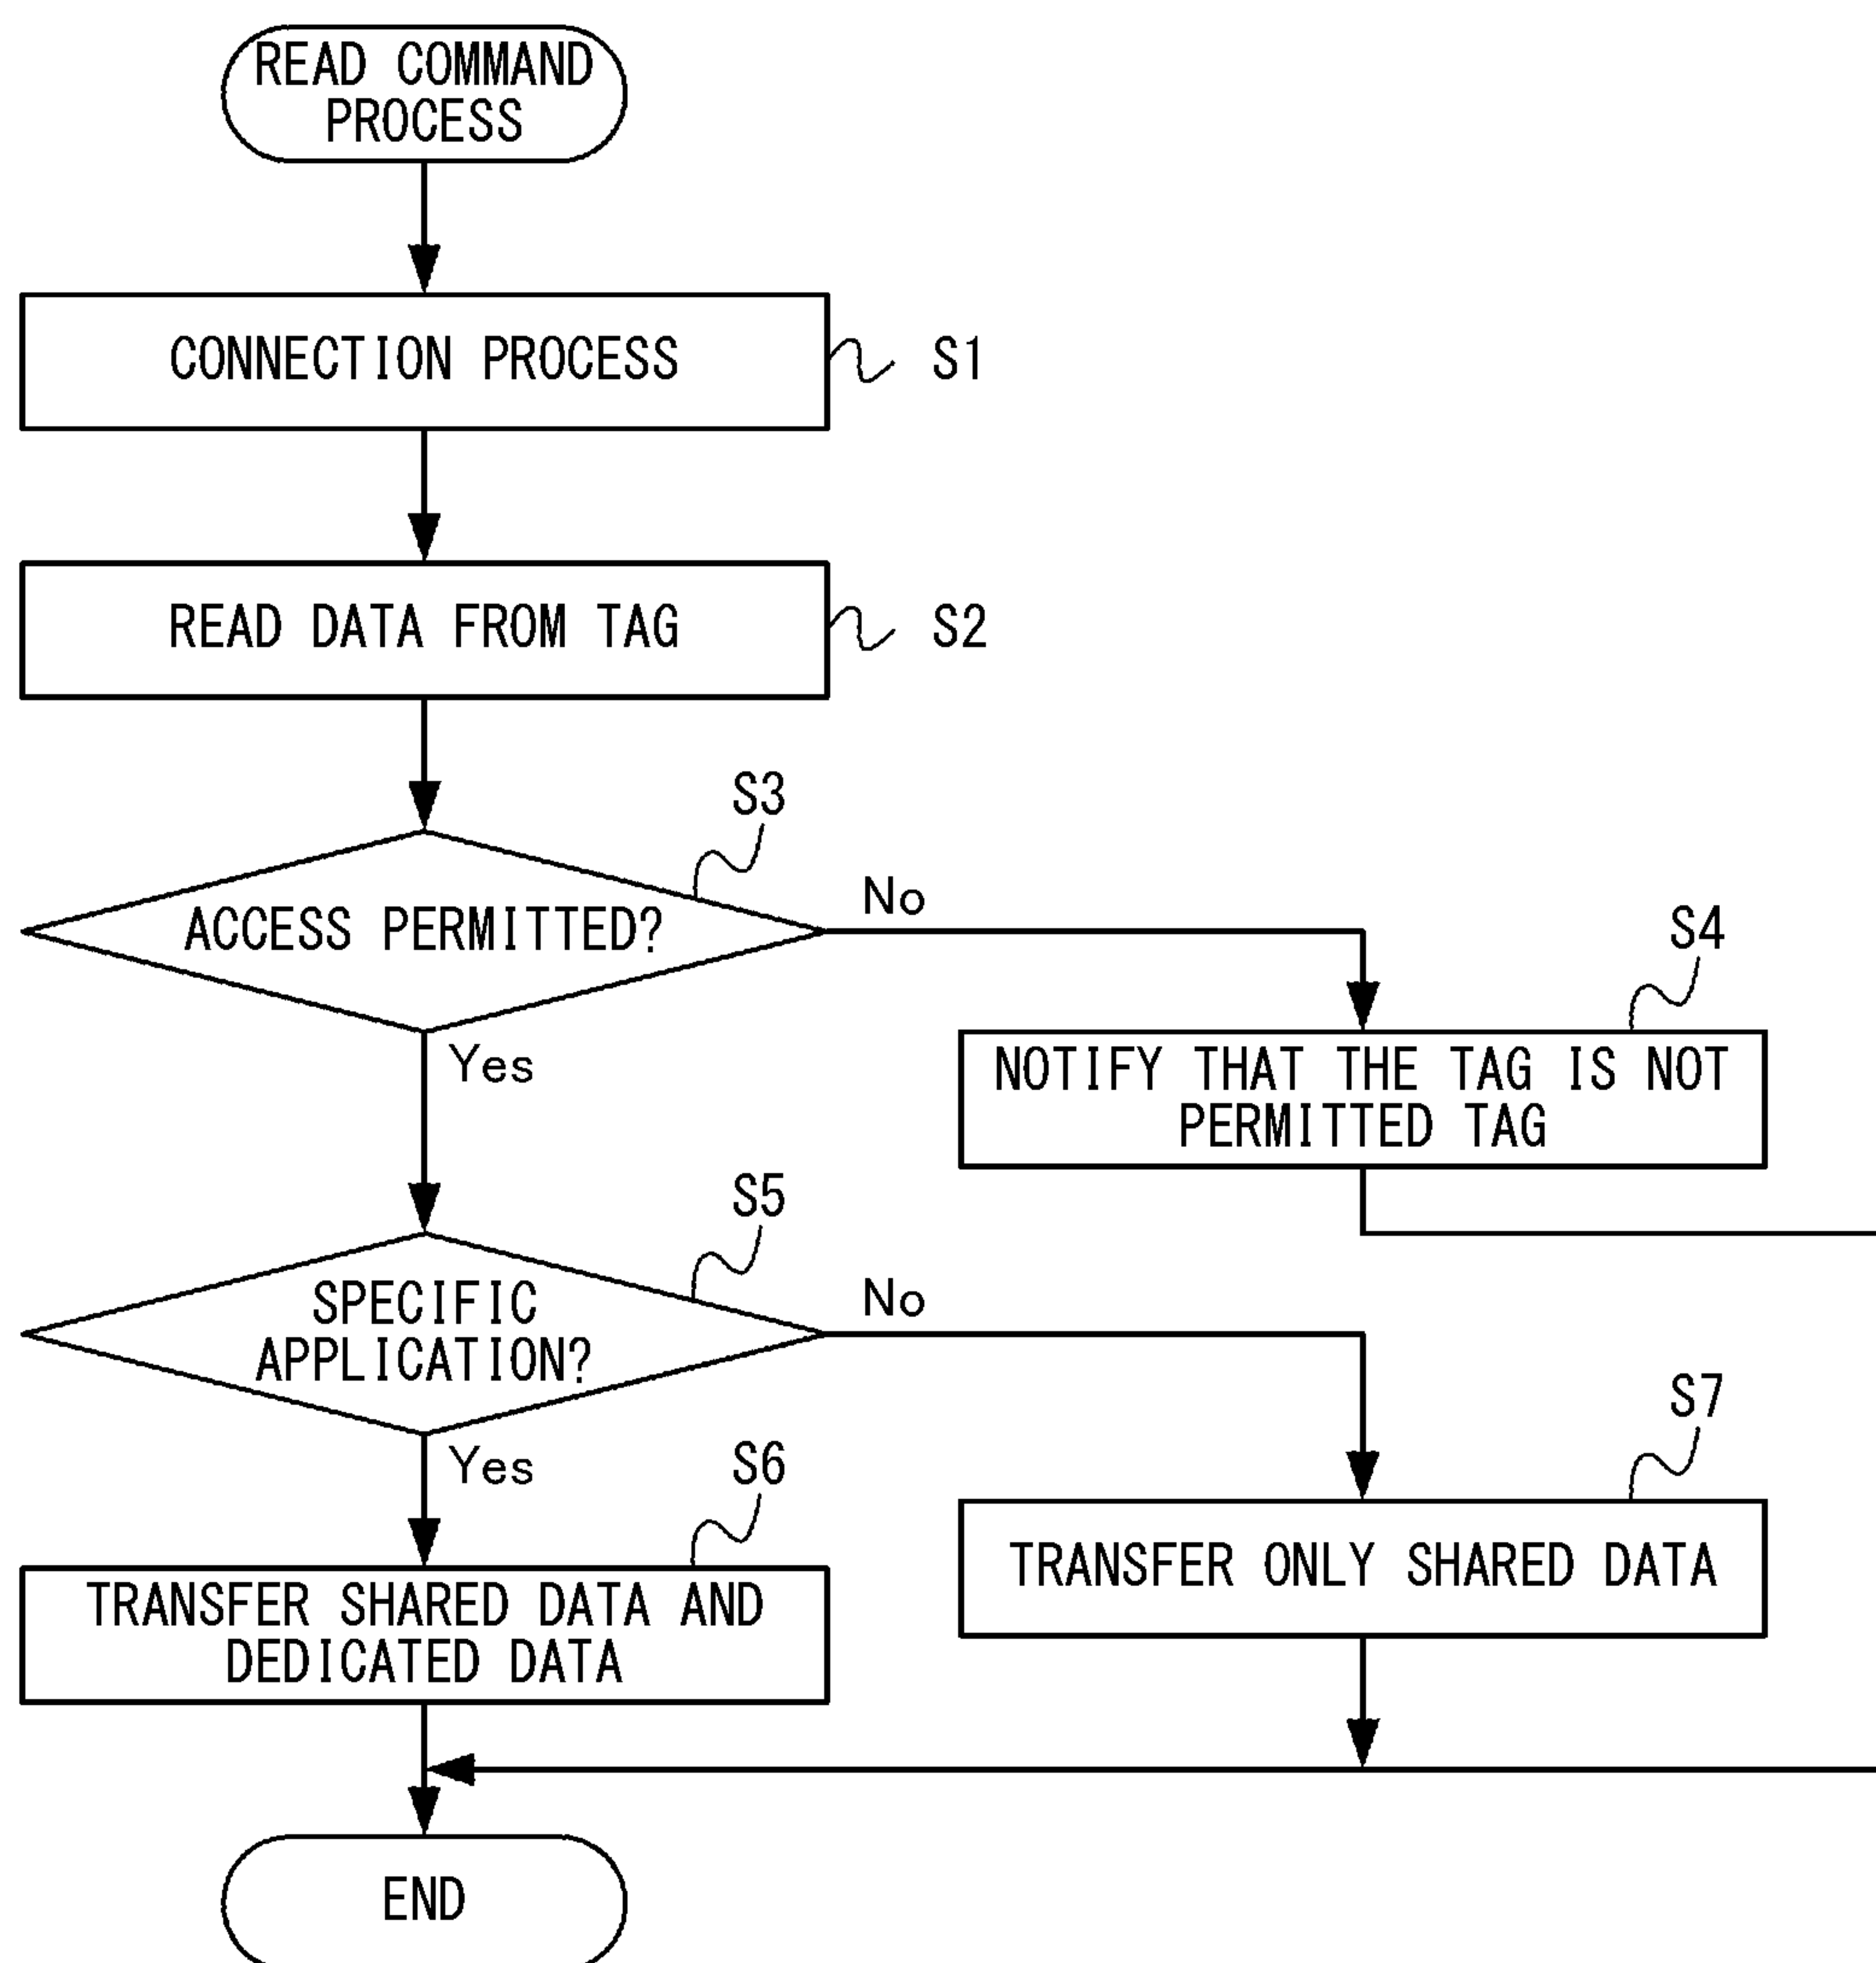 READ COMMAND
PROCESS
CONNECTION PROCESS
S1
READ DATA FROM TAG
S2
S3
ACCESS PERMITTED?
No
Yes
S4
NOTIFY THAT THE TAG IS NOT
PERMITTED TAG
S5
SPECIFIC
APPLICATION?
No
Yes
S6
TRANSFER SHARED DATA AND
DEDICATED DATA
S7
TRANSFER ONLY SHARED DATA
END